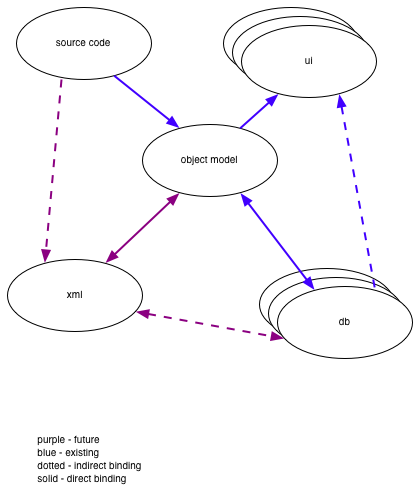 source code
ui
object model
xml
db
purple - future
blue - existing
dotted - indirect binding
solid - direct binding